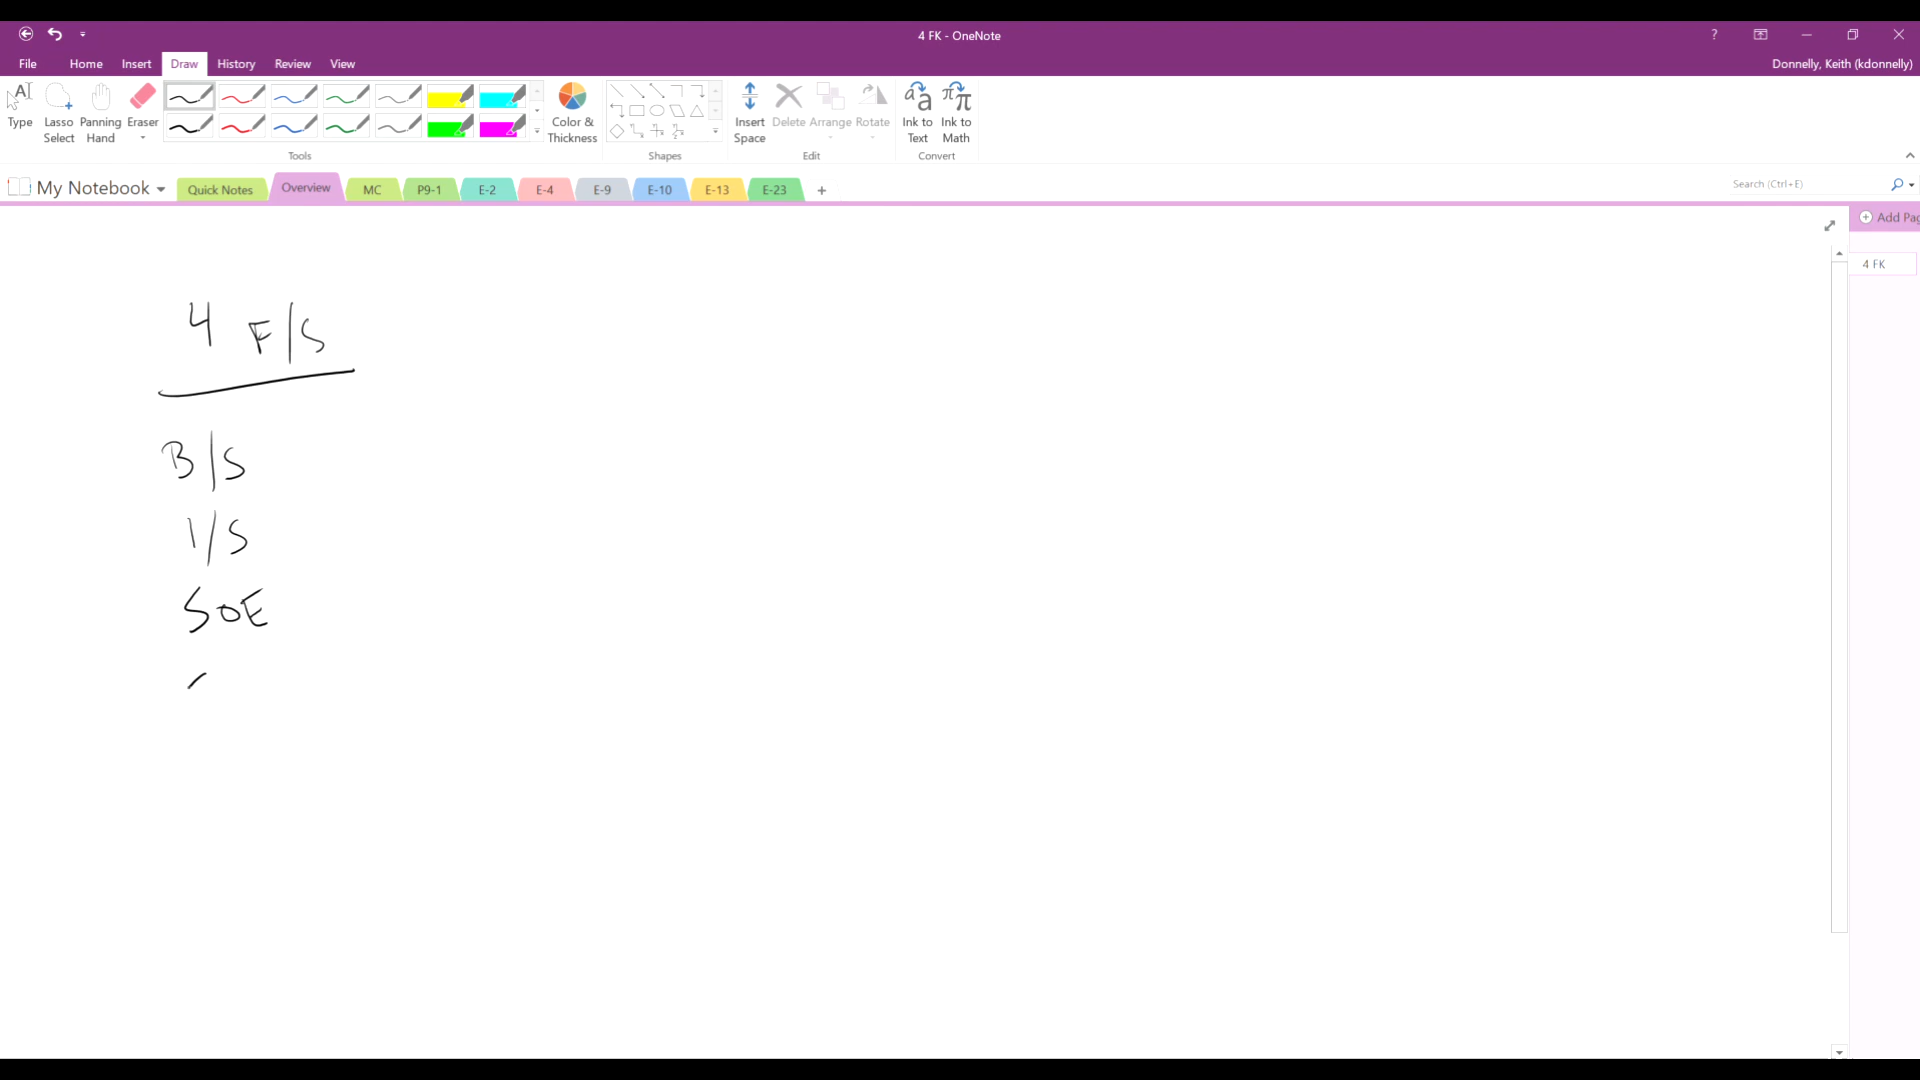 4 FK - OneNote
?
File Home Insert Draw History Review View
Donnelly, Keith (kdonnelly)
Type
Lasso Select
Panning Hand
Eraser
Color & Thickness
Insert Space
Delete
Arrange
Rotate
Ink to Text
Ink to Math
Tools
Shapes
Edit
Convert
My Notebook
Quick Notes
Overview
MC
P9-1
E-2
E-4
E-9
E-10
E-13
E-23
+
Search (Ctrl+E)
Add Pag
4 FK
4 F/S
B/S
I/S
SOE